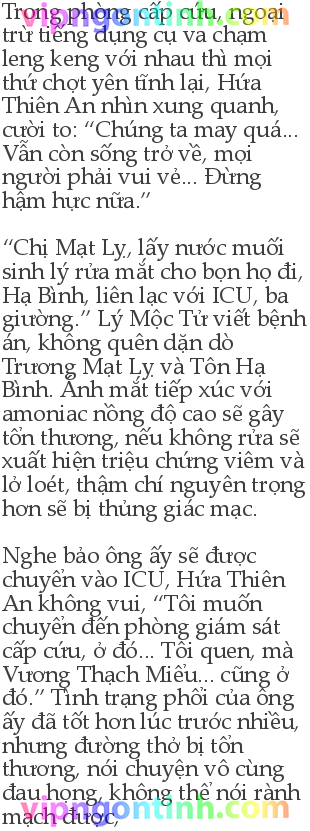 Trong phòng cấp cứu, ngoại
trừ tiếng dụng cụ va chạm
leng keng với nhau thì mọi
thứ chợt yên tĩnh lại, Hứa
Thiên An nhìn xung quanh,
cười to: “Chúng ta may quá...
Vẫn còn sống trở về, mọi
người phải vui vẻ... Đừng
hậm hực nữa.”
“Chị Mạt Lỵ, lấy nước muối
sinh lý rửa mắt cho bọn họ đi,
Hạ Bình, liên lạc với ICU, ba
giường.” Lý Mộc Tử viết bệnh
án, không quên dặn dò
Trương Mạt Lỵ và Tôn Hạ
Bình. Ánh mắt tiếp xúc với
amoniac nồng độ cao sẽ gây
tổn thương, nếu không rửa sẽ
xuất hiện triệu chứng viêm và
lở loét, thậm chí nguyên trọng
hơn sẽ bị thủng giác mạc.
Nghe bảo ông ấy sẽ được
chuyển vào ICU, Hứa Thiên
An không vui, “Tôi muốn
chuyển đến phòng giám sát
cấp cứu, ở đó... Tôi quen, mà
Vương Thạch Miểu... cũng ở
đó.” Tình trạng phổi của ông
ấy đã tốt hơn lúc trước nhiều,
nhưng đường thở bị tổn
thương, nói chuyện vô cùng
đau họng, không thể nói rành
mạch được,
vipngontinh.com
vipngontinh.com